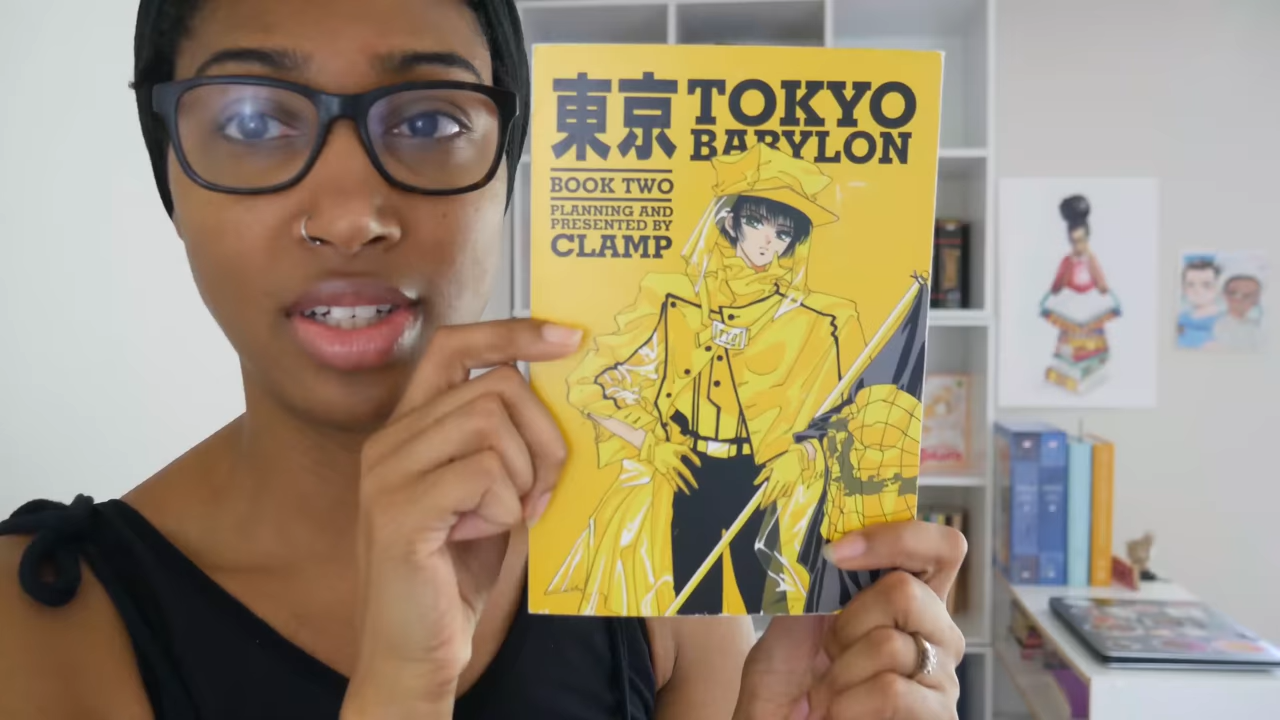 東京 TOKYO
BABYLON
BOOK TWO
PLANNING AND
PRESENTED BY
CLAMP